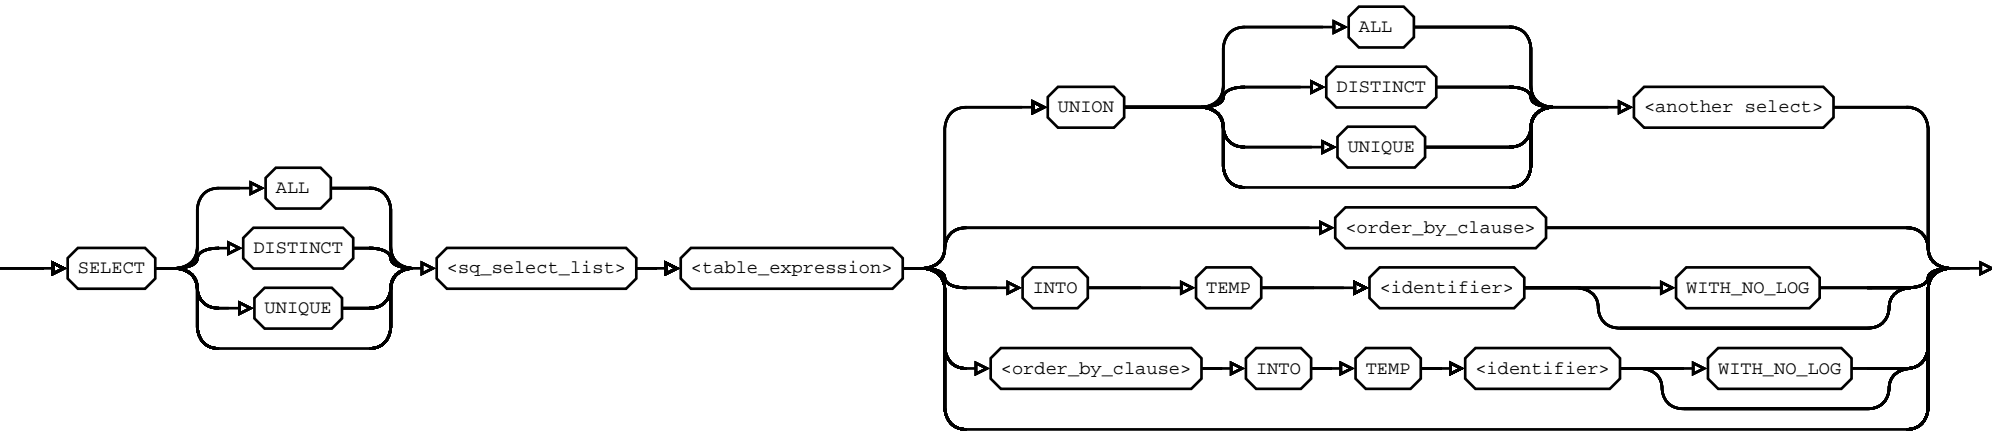 ALL
DISTINCT
UNION
<another select>
UNIQUE
ALL
<order_by_clause>
DISTINCT
SELECT
<sq_select_list>
<table_expression>
INTO
TEMP
<identifier>
WITH_NO_LOG
UNIQUE
<order_by_clause>
INTO
TEMP
<identifier>
WITH_NO_LOG